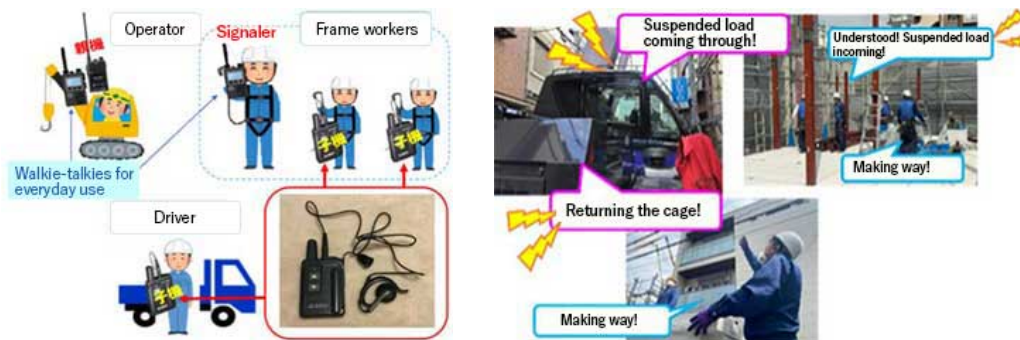 Operator
Signaler
Frame workers
親機
子機
子機
Walkie-talkies for
everyday use
Driver
子機
Suspended load
coming through!
Understood! Suspended load
incoming!
Making way!
Returning the cage!
Making way!